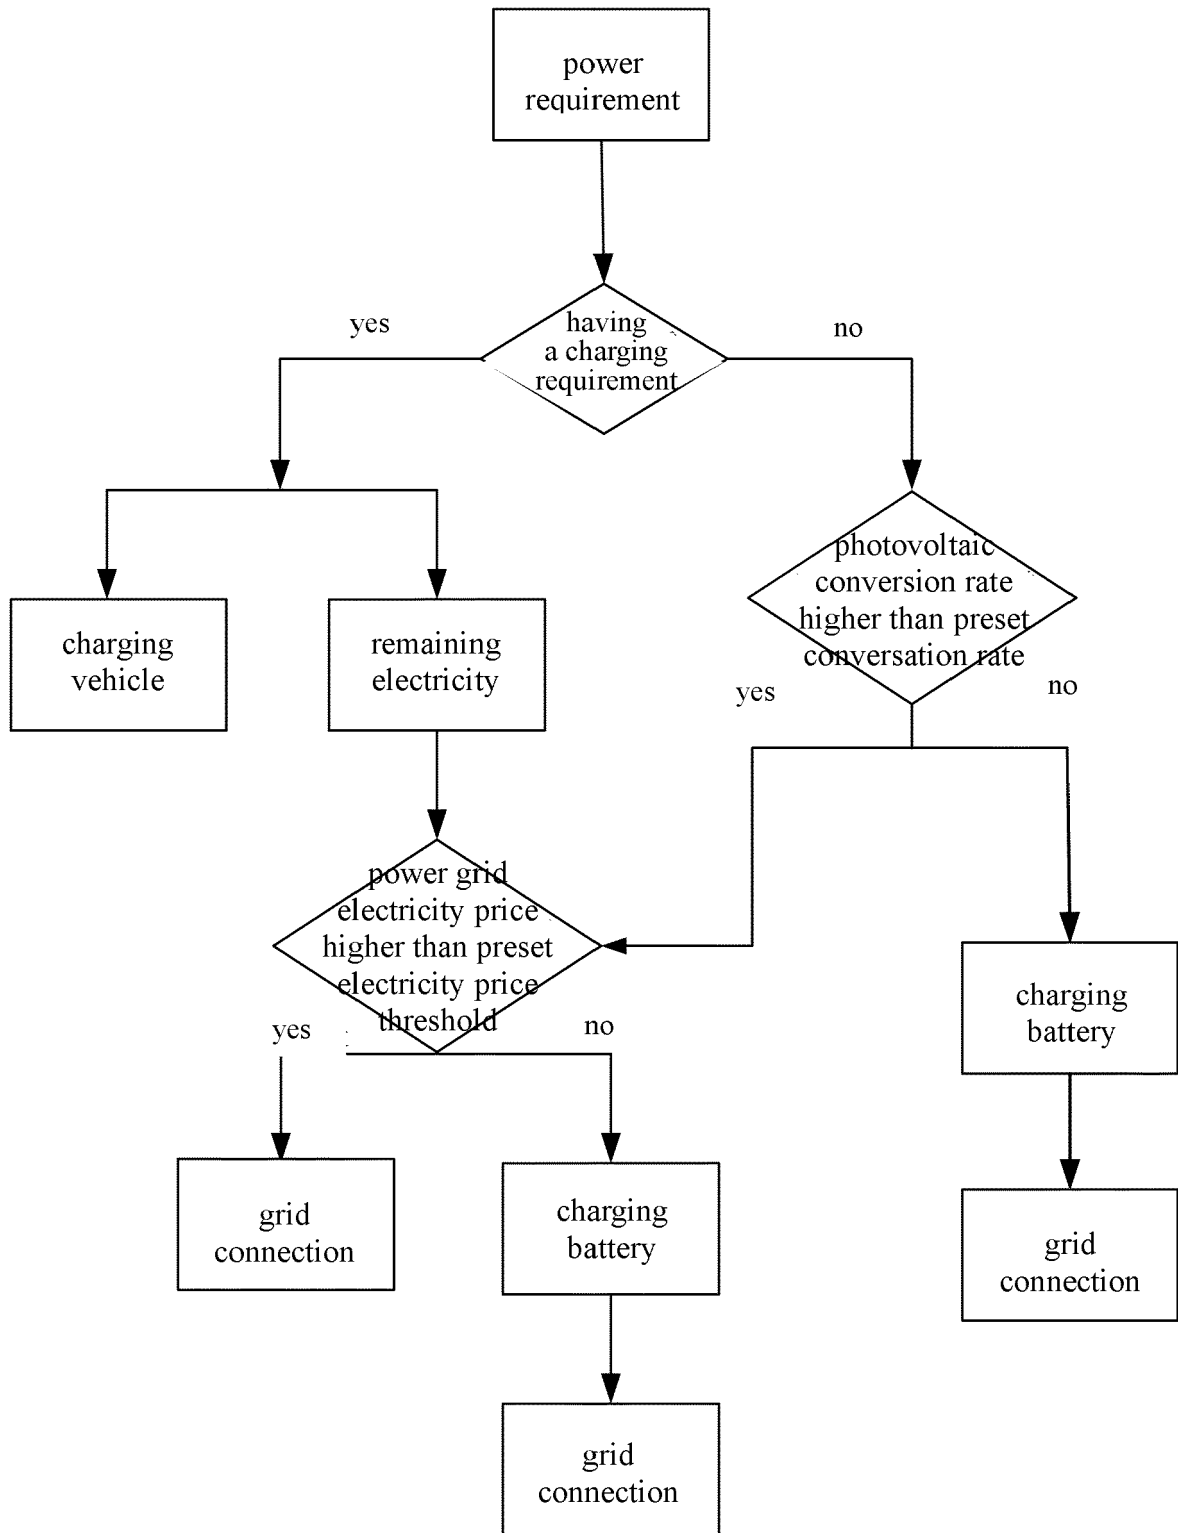 power
requirement
yes
having
a charging
requirement
no
photovoltaic
conversion rate
higher than preset
conversation rate
charging
vehicle
remaining
electricity
yes
no
power grid
electricity price
higher than preset
electricity price
threshold
yes
no
charging
battery
grid
connection
charging
battery
grid
connection
grid
connection